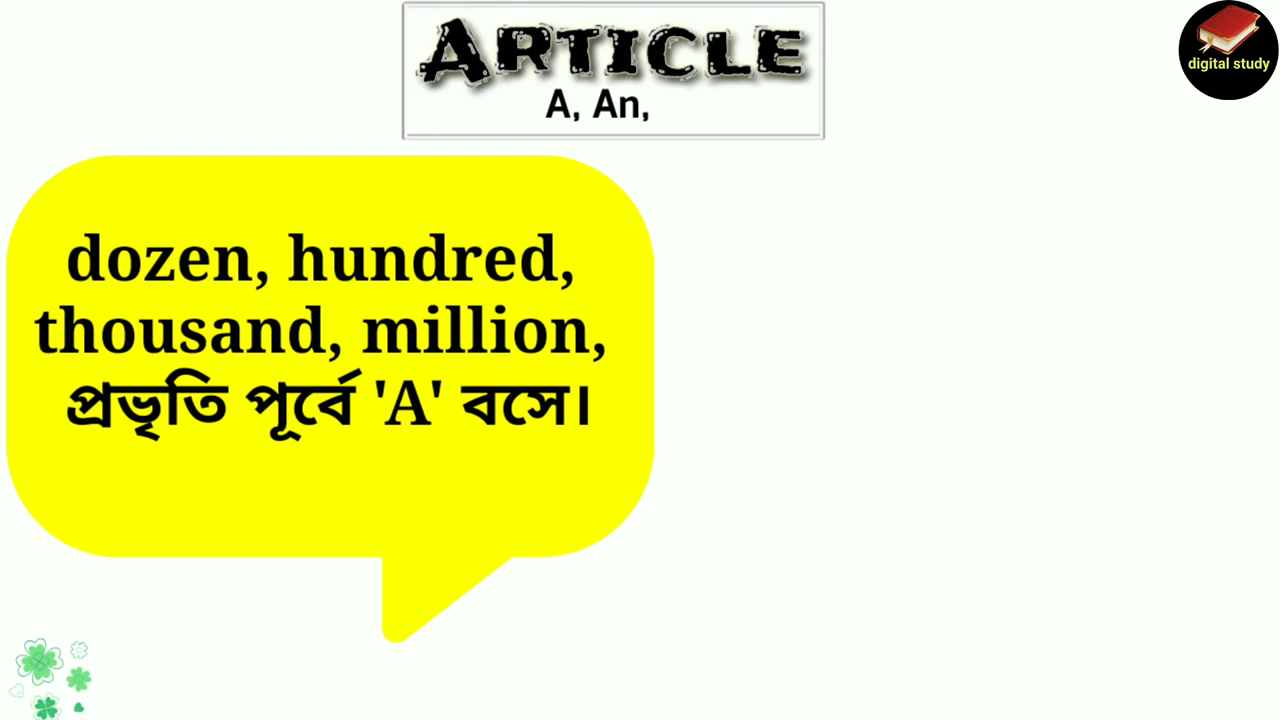 ARTICLE
A, An,
digital study
dozen, hundred,
thousand, million,
প্রভৃতি পূর্বে 'A' বসে।